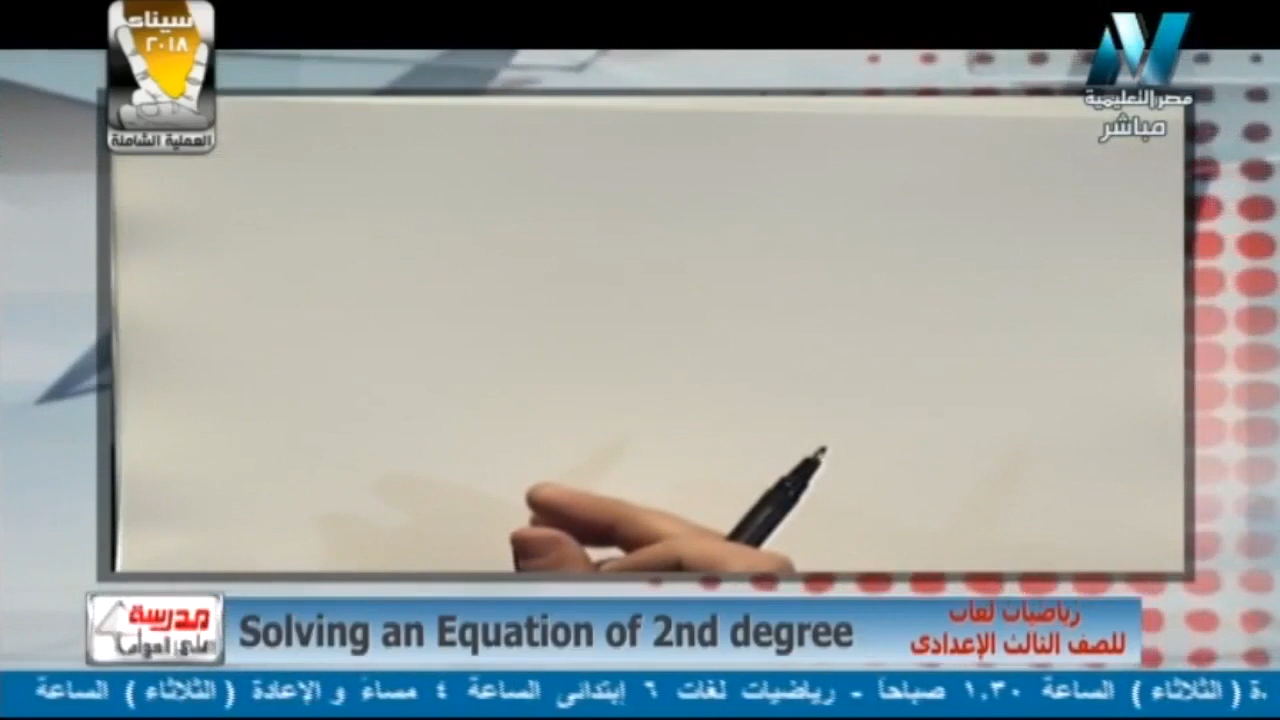 سيناء
٢٠١٨
العملية الشاملة
مصر التعليمية
مباشر
مدرسة
على الهواء
Solving an Equation of 2nd degree
رياضيات لغات
للصف الثالث الإعدادى
( الثلاثاء ) الساعة ١,٣٠ صباحاً - رياضيات لغات ٦ إبتدائى الساعة ٤ مساءً و الإعادة ( الثلاثاء ) الساعة